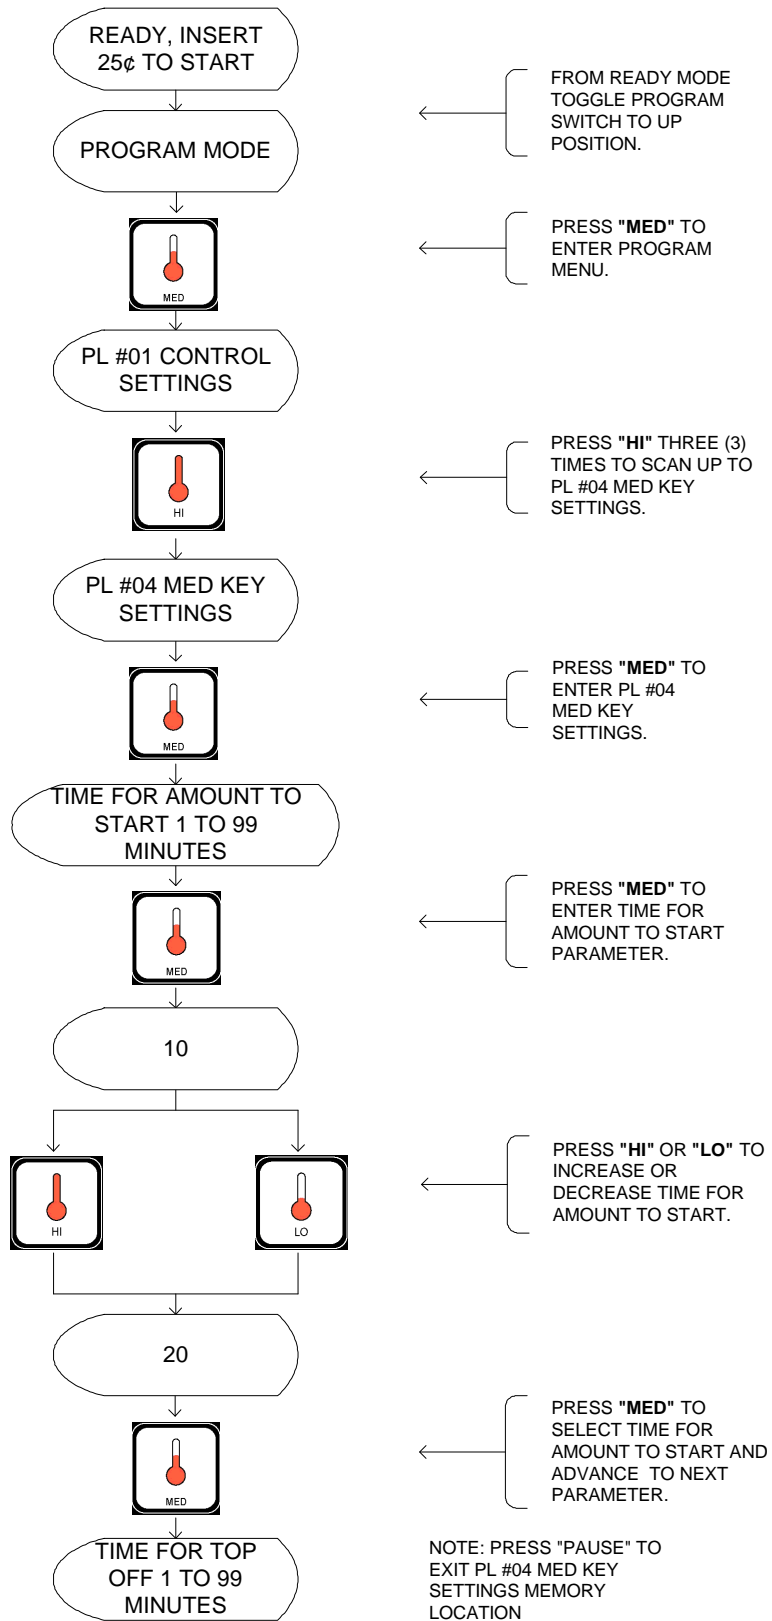 READY, INSERT
25¢ TO START
FROM READY MODE
TOGGLE PROGRAM
SWITCH TO UP
POSITION.
PROGRAM MODE
MED
PRESS "MED" TO
ENTER PROGRAM
MENU.
PL #01 CONTROL
SETTINGS
HI
PRESS "HI" THREE (3)
TIMES TO SCAN UP TO
PL #04 MED KEY
SETTINGS.
PL #04 MED KEY
SETTINGS
MED
PRESS "MED" TO
ENTER PL #04
MED KEY
SETTINGS.
TIME FOR AMOUNT TO
START 1 TO 99
MINUTES
MED
PRESS "MED" TO
ENTER TIME FOR
AMOUNT TO START
PARAMETER.
10
HI
LO
PRESS "HI" OR "LO" TO
INCREASE OR
DECREASE TIME FOR
AMOUNT TO START.
20
MED
PRESS "MED" TO
SELECT TIME FOR
AMOUNT TO START AND
ADVANCE TO NEXT
PARAMETER.
TIME FOR TOP
OFF 1 TO 99
MINUTES
NOTE: PRESS "PAUSE" TO
EXIT PL #04 MED KEY
SETTINGS MEMORY
LOCATION